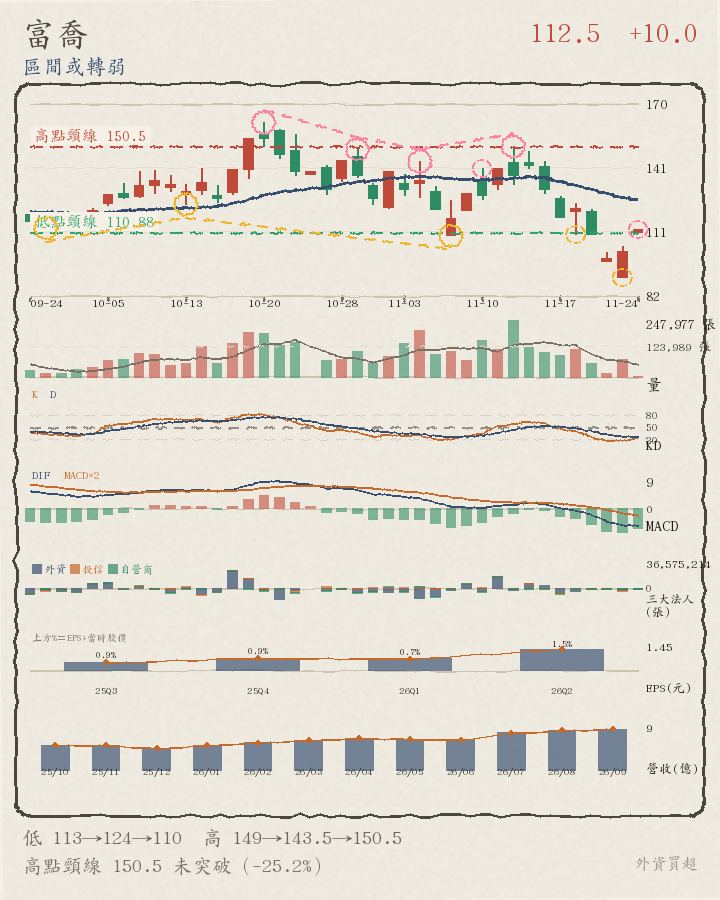 富喬
112.5 +10.0
區間或轉弱
170
高點頸線 150.5
141
低點頸線 110.88
111
82
09-24 10-05 10-13 10-20 10-28 11-03 11-10 11-17 11-24
247,977 張
123,989 張
量
K D
80
50
20
KD
DIF MACD×2
9
0
MACD
外資 投信 自營商
36,575,214
0
三大法人
(張)
上方%=EPS÷當時股價
0.9% 0.9% 0.7% 1.5%
1.45
25Q3 25Q4 26Q1 26Q2
EPS(元)
9
25/10 25/11 25/12 26/01 26/02 26/03 26/04 26/05 26/06 26/07 26/08 26/09
營收(億)
低 113→124→110 高 149→143.5→150.5
高點頸線 150.5 未突破 (-25.2%)
外資買超